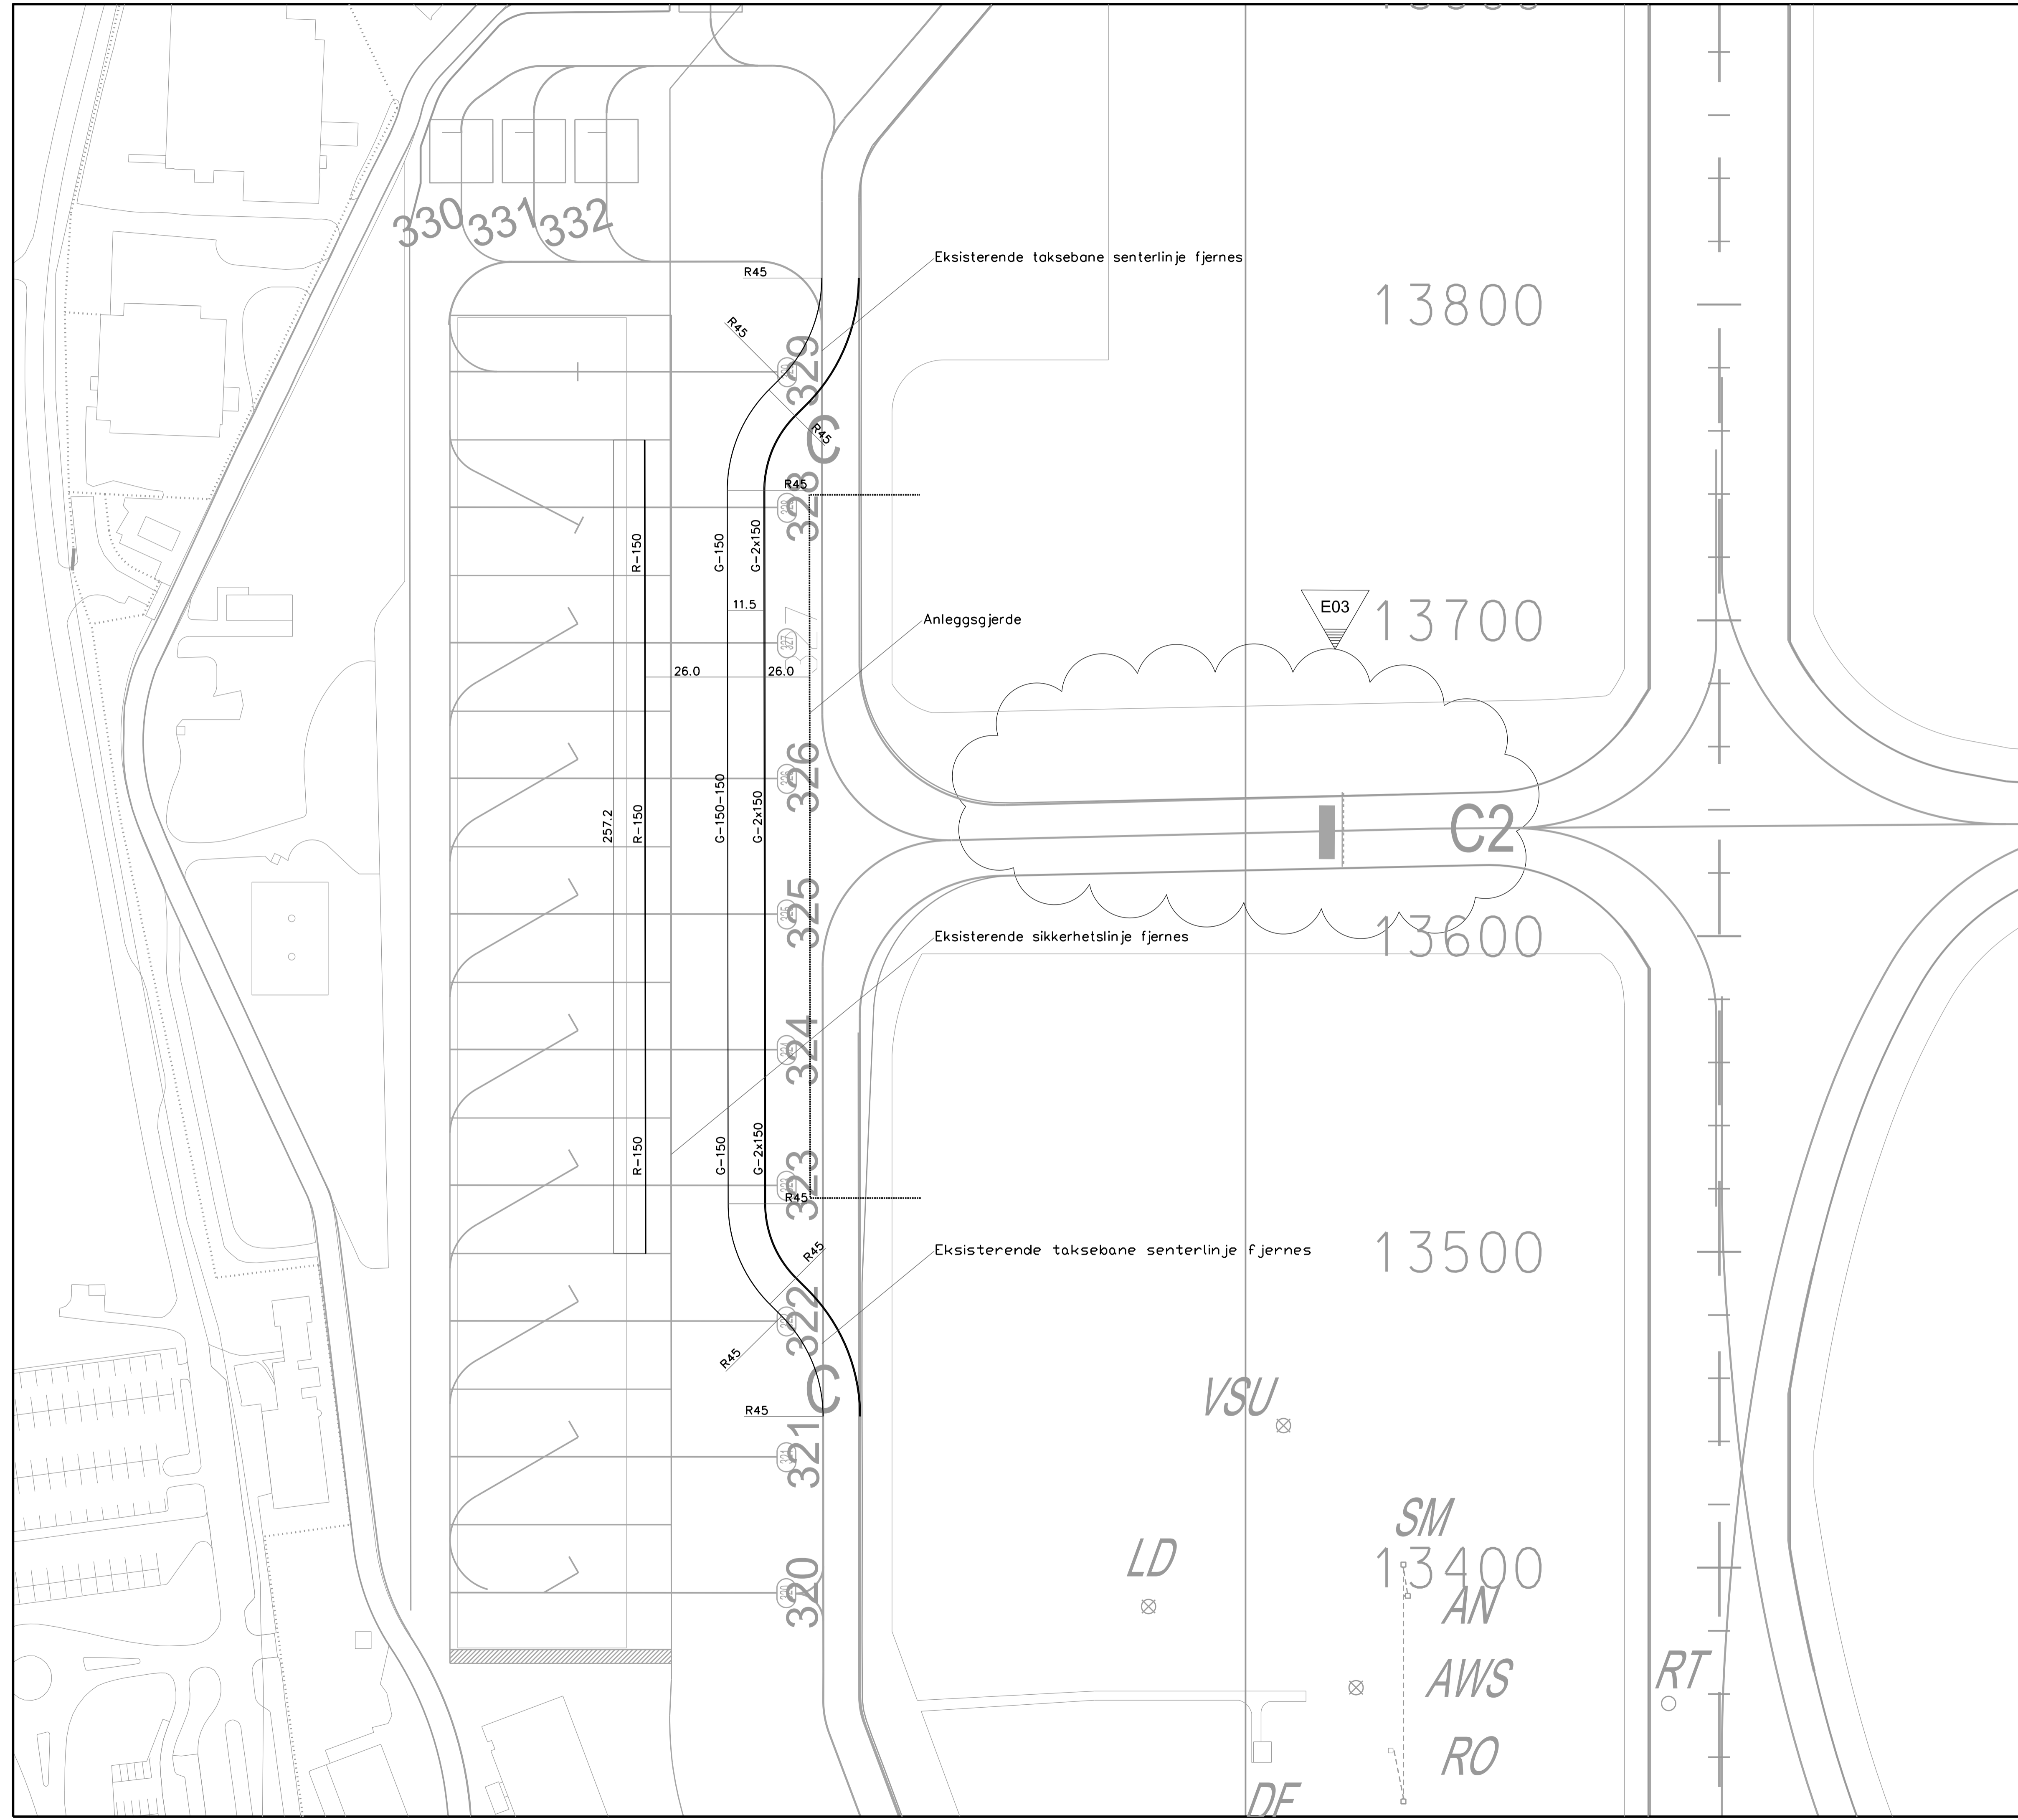 330 331 332
Eksisterende taksebane senterlinje fjernes
R45
13800
R45
329
R45
C
R45
328
R-150
G-150
G-2x150
11.5
E03
13700
Anleggsgjerde
327
26.0
26.0
326
257.2
R-150
G-150-150
G-2x150
C2
325
13600
Eksisterende sikkerhetslinje fjernes
324
R-150
G-150
G-2x150
323
R45
R45
Eksisterende taksebane senterlinje fjernes
13500
322
R45
C
VSU
R45
321
321
SM
LD
13400
320
AN
AWS
RT
RO
DF